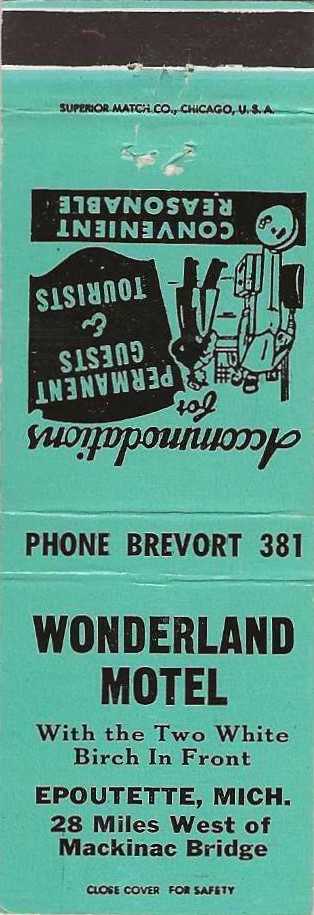 SUPERIOR MATCH CO., CHICAGO, U. S. A.
Accommodations
for
PERMANENT
GUESTS
&
TOURISTS
CONVENIENT
REASONABLE
PHONE BREVORT 381
WONDERLAND
MOTEL
With the Two White
Birch In Front
EPOUTETTE, MICH.
28 Miles West of
Mackinac Bridge
CLOSE COVER FOR SAFETY